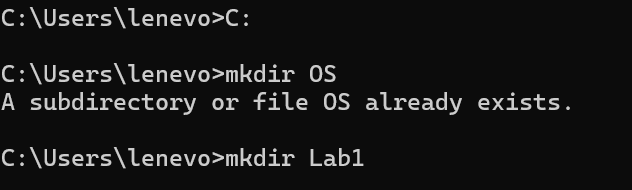 C:\Users\lenevo>C:
C:\Users\lenevo>mkdir OS
A subdirectory or file OS already exists.
C:\Users\lenevo>mkdir Lab1